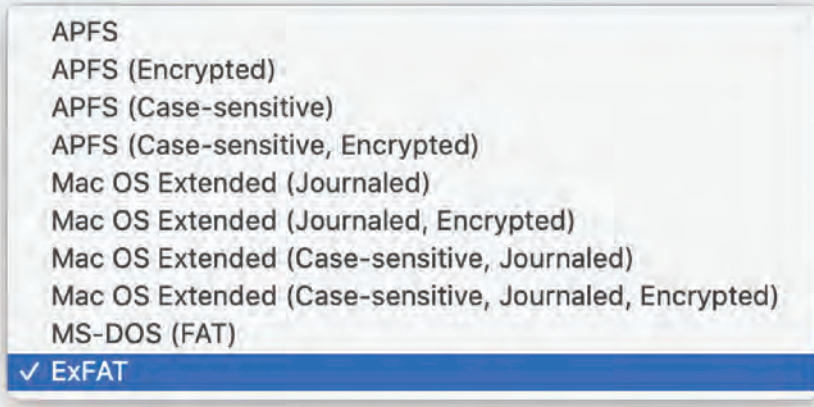 APFS
APFS (Encrypted)
APFS (Case-sensitive)
APFS (Case-sensitive, Encrypted)
Mac OS Extended (Journaled)
Mac OS Extended (Journaled, Encrypted)
Mac OS Extended (Case-sensitive, Journaled)
Mac OS Extended (Case-sensitive, Journaled, Encrypted)
MS-DOS (FAT)
✓ ExFAT